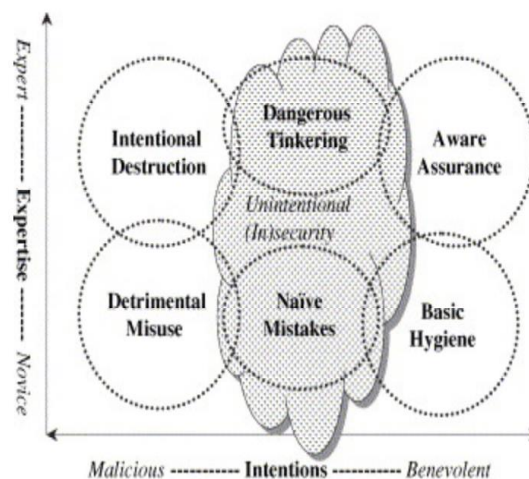 Expert
Expertise
Novice
Intentional
Destruction
Dangerous
Tinkering
Aware
Assurance
Unintentional
(In)security
Detrimental
Misuse
Naïve
Mistakes
Basic
Hygiene
Malicious ---------- Intentions ---------- Benevolent